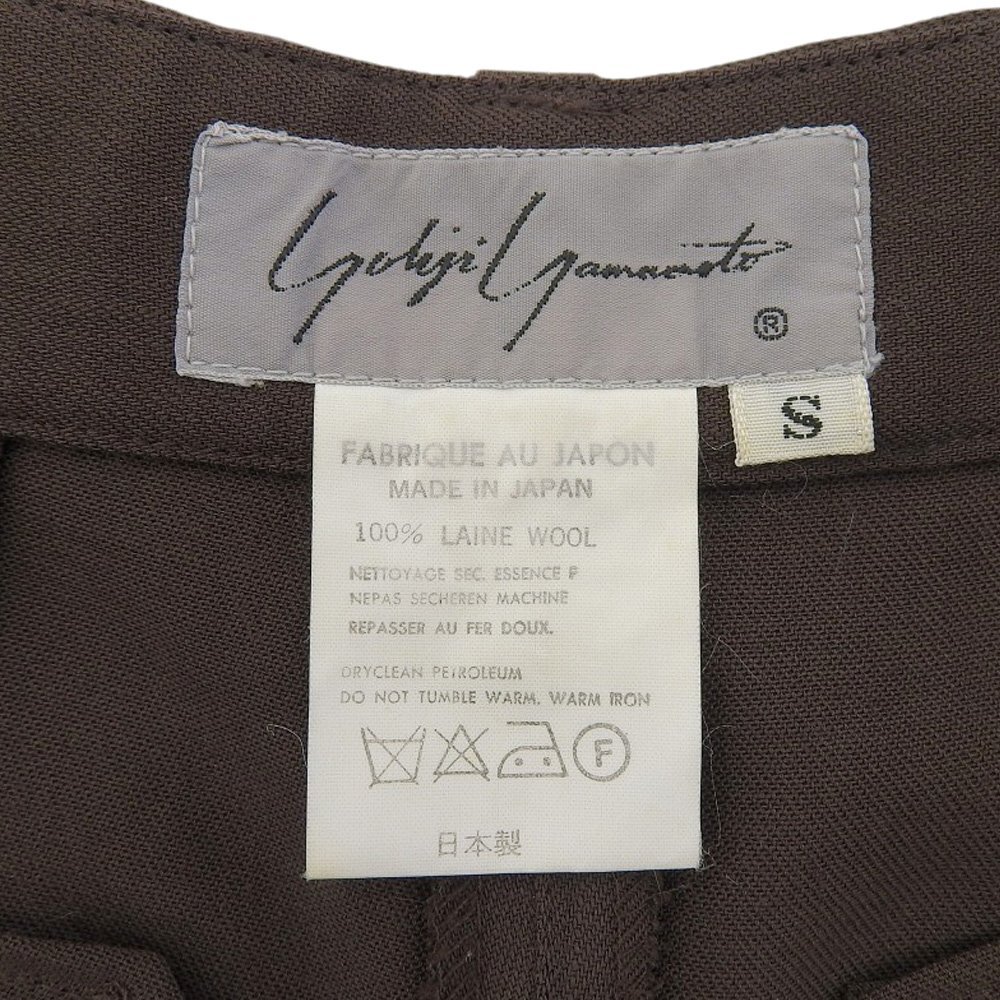 Yohji Yamamoto
®
S
FABRIQUE AU JAPON
MADE IN JAPAN
100% LAINE WOOL
NETTOYAGE SEC. ESSENCE F
NEPAS SECHEREN MACHINE
REPASSER AU FER DOUX.
DRYCLEAN PETROLEUM
DO NOT TUMBLE WARM. WARM IRON
F
日本製